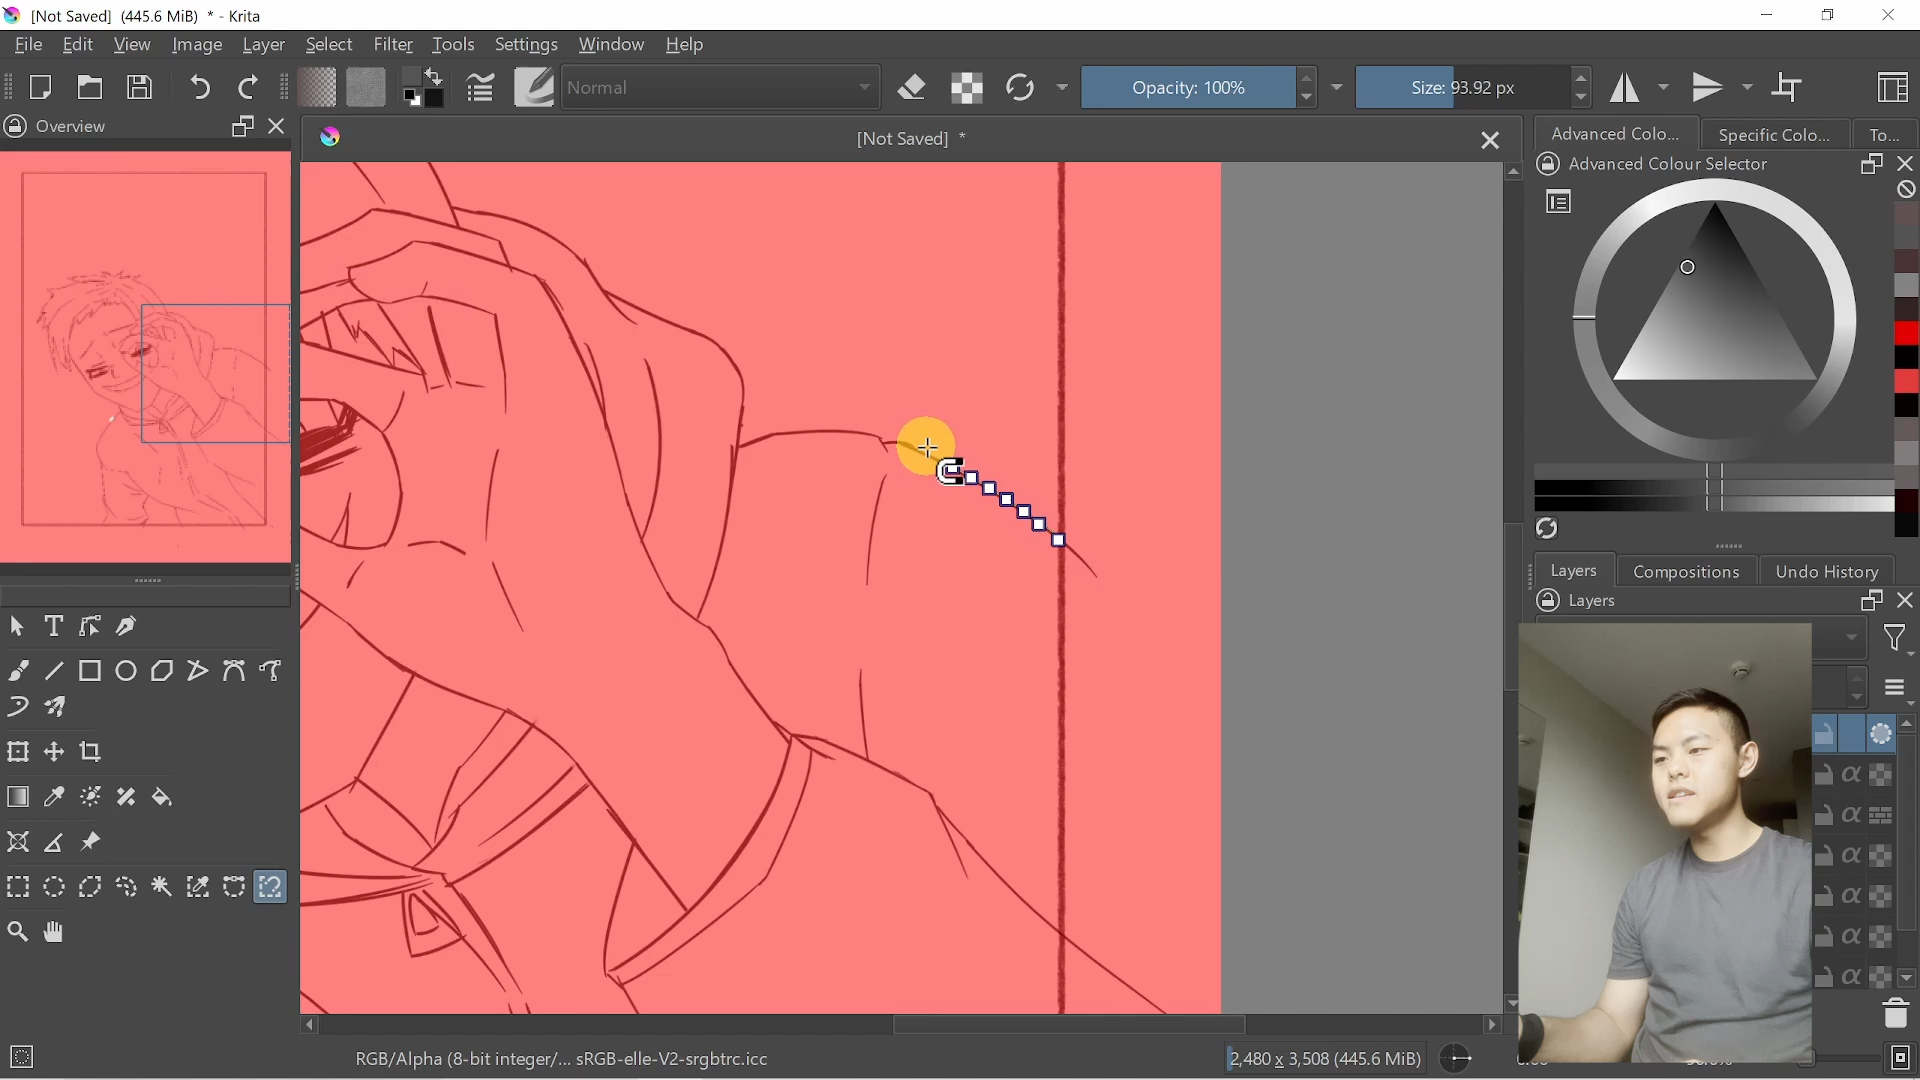 [Not Saved] (445.6 MiB) * - Krita
File Edit View Image Layer Select Filter Tools Settings Window Help
Normal
Opacity: 100%
Size: 93.92 px
Overview
[Not Saved] *
Advanced Colo...
Specific Colo...
To...
Advanced Colour Selector
Layers
Compositions
Undo History
Layers
RGB/Alpha (8-bit integer/... sRGB-elle-V2-srgbtrc.icc
2,480 x 3,508 (445.6 MiB)